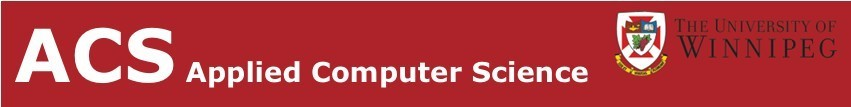 ACS Applied Computer Science
THE UNIVERSITY OF
WINNIPEG